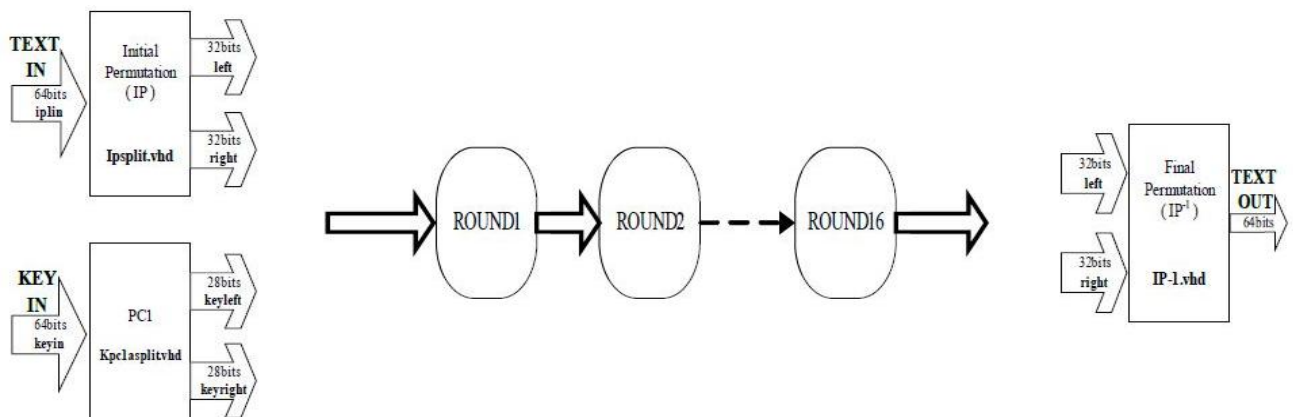 TEXT
IN
64bits
iplin
Initial
Permutation
( IP )
Ipsplit.vhd
32bits
left
32bits
right
KEY
IN
64bits
keyin
PC1
Kpc1asplit.vhd
28bits
keyleft
28bits
keyright
ROUND1
ROUND2
ROUND16
32bits
left
32bits
right
Final
Permutation
( IP-1 )
IP-1.vhd
TEXT
OUT
64bits